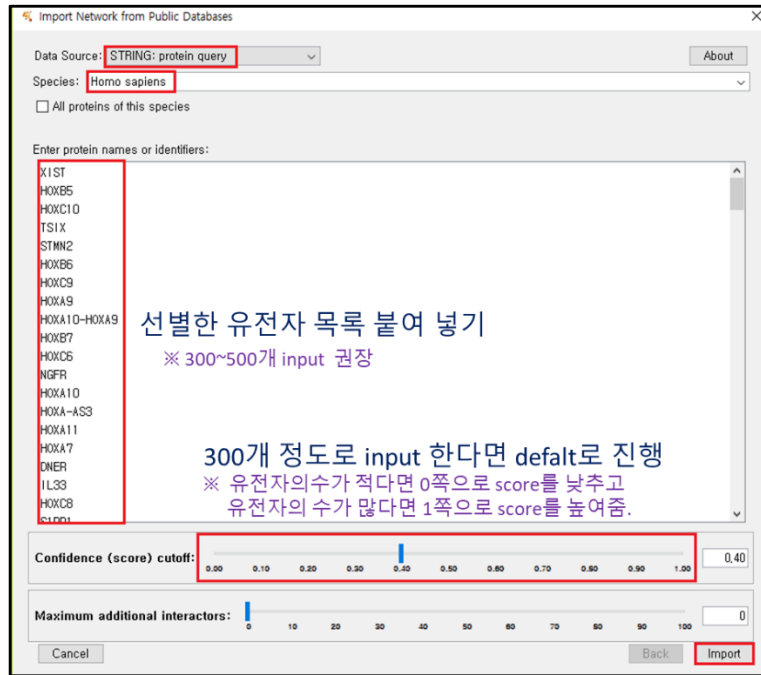 Import Network from Public Databases
Data Source: STRING: protein query
About
Species: Homo sapiens
All proteins of this species
Enter protein names or identifiers:
XIST
HOXB5
HOXC10
TSIX
STMN2
HOXB6
HOXC9
HOXA9
HOXA10-HOXA9
HOXB7
HOXC6
NGFR
HOXA10
HOXA-AS3
HOXA11
HOXA7
DNER
IL33
HOXC8
S1PR1
선별한 유전자 목록 붙여 넣기
※ 300~500개 input 권장
300개 정도로 input 한다면 defalt로 진행
※ 유전자의수가 적다면 0쪽으로 score를 낮추고
유전자의 수가 많다면 1쪽으로 score를 높여줌.
Confidence (score) cutoff:
0.00 0.10 0.20 0.30 0.40 0.50 0.60 0.70 0.80 0.90 1.00
0.40
Maximum additional interactors:
0 10 20 30 40 50 60 70 80 90 100
0
Cancel
Back
Import